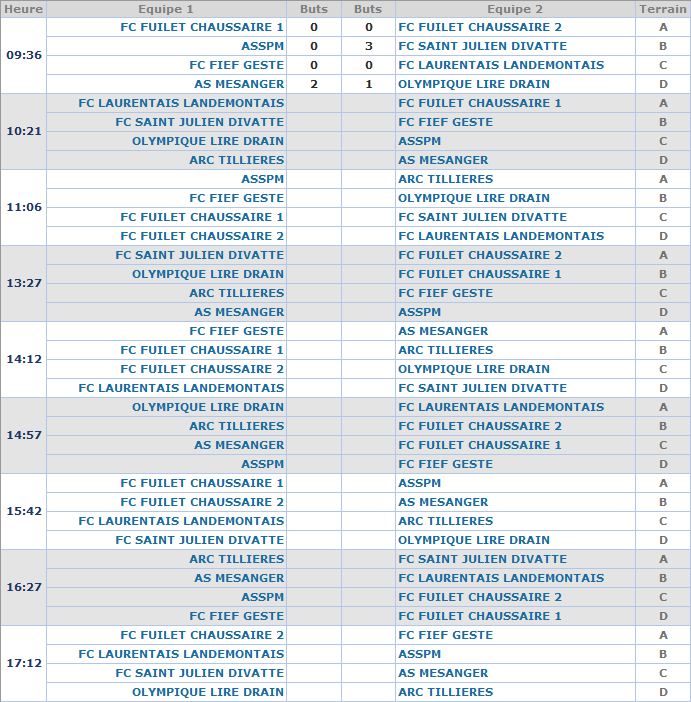 Heure Equipe 1 Buts Buts Equipe 2 Terrain
09:36 FC FUILET CHAUSSAIRE 1 0 0 FC FUILET CHAUSSAIRE 2 A
ASSPM 0 3 FC SAINT JULIEN DIVATTE B
FC FIEF GESTE 0 0 FC LAURENTAIS LANDEMONTAIS C
AS MESANGER 2 1 OLYMPIQUE LIRE DRAIN D
10:21 FC LAURENTAIS LANDEMONTAIS FC FUILET CHAUSSAIRE 1 A
FC SAINT JULIEN DIVATTE FC FIEF GESTE B
OLYMPIQUE LIRE DRAIN ASSPM C
ARC TILLIERES AS MESANGER D
11:06 ASSPM ARC TILLIERES A
FC FIEF GESTE OLYMPIQUE LIRE DRAIN B
FC FUILET CHAUSSAIRE 1 FC SAINT JULIEN DIVATTE C
FC FUILET CHAUSSAIRE 2 FC LAURENTAIS LANDEMONTAIS D
13:27 FC SAINT JULIEN DIVATTE FC FUILET CHAUSSAIRE 2 A
OLYMPIQUE LIRE DRAIN FC FUILET CHAUSSAIRE 1 B
ARC TILLIERES FC FIEF GESTE C
AS MESANGER ASSPM D
14:12 FC FIEF GESTE AS MESANGER A
FC FUILET CHAUSSAIRE 1 ARC TILLIERES B
FC FUILET CHAUSSAIRE 2 OLYMPIQUE LIRE DRAIN C
FC LAURENTAIS LANDEMONTAIS FC SAINT JULIEN DIVATTE D
14:57 OLYMPIQUE LIRE DRAIN FC LAURENTAIS LANDEMONTAIS A
ARC TILLIERES FC FUILET CHAUSSAIRE 2 B
AS MESANGER FC FUILET CHAUSSAIRE 1 C
ASSPM FC FIEF GESTE D
15:42 FC FUILET CHAUSSAIRE 1 ASSPM A
FC FUILET CHAUSSAIRE 2 AS MESANGER B
FC LAURENTAIS LANDEMONTAIS ARC TILLIERES C
FC SAINT JULIEN DIVATTE OLYMPIQUE LIRE DRAIN D
16:27 ARC TILLIERES FC SAINT JULIEN DIVATTE A
AS MESANGER FC LAURENTAIS LANDEMONTAIS B
ASSPM FC FUILET CHAUSSAIRE 2 C
FC FIEF GESTE FC FUILET CHAUSSAIRE 1 D
17:12 FC FUILET CHAUSSAIRE 2 FC FIEF GESTE A
FC LAURENTAIS LANDEMONTAIS ASSPM B
FC SAINT JULIEN DIVATTE AS MESANGER C
OLYMPIQUE LIRE DRAIN ARC TILLIERES D